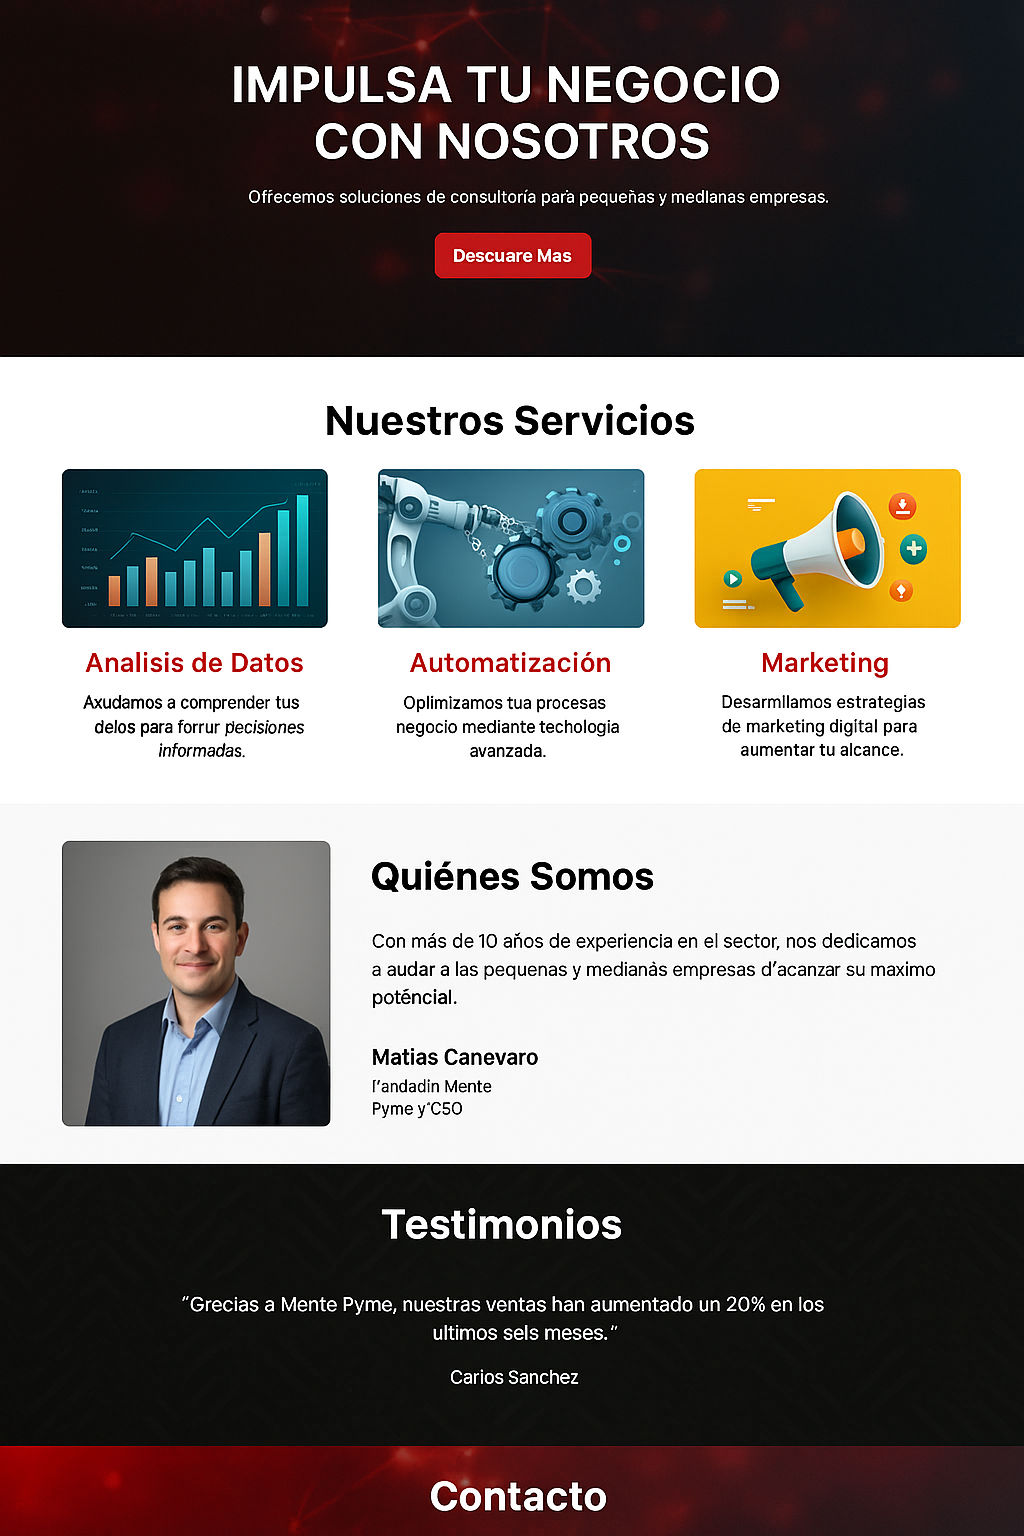 IMPULSA TU NEGOCIO
CON NOSOTROS
Ofrecemos soluciones de consultoría para pequeñas y medlanas empresas.
Descuare Mas
Nuestros Servicios
Analisis de Datos
Axudamos a comprender tus
delos para forrur pecisiones
informadas.
Automatización
Oplimizamos tua procesas
negocio mediante techologia
avanzada.
Marketing
Desarmllamos estrategias
de marketing digital para
aumentar tu alcance.
Quiénes Somos
Con más de 10 años de experiencia en el sector, nos dedicamos
a audar a las pequenas y medianàs empresas d'acanzar su maximo
poténcial.
Matias Canevaro
l'andadin Mente
Pyme y C5O
Testimonios
"Grecias a Mente Pyme, nuestras ventas han aumentado un 20% en los
ultimos sels meses."
Carios Sanchez
Contacto